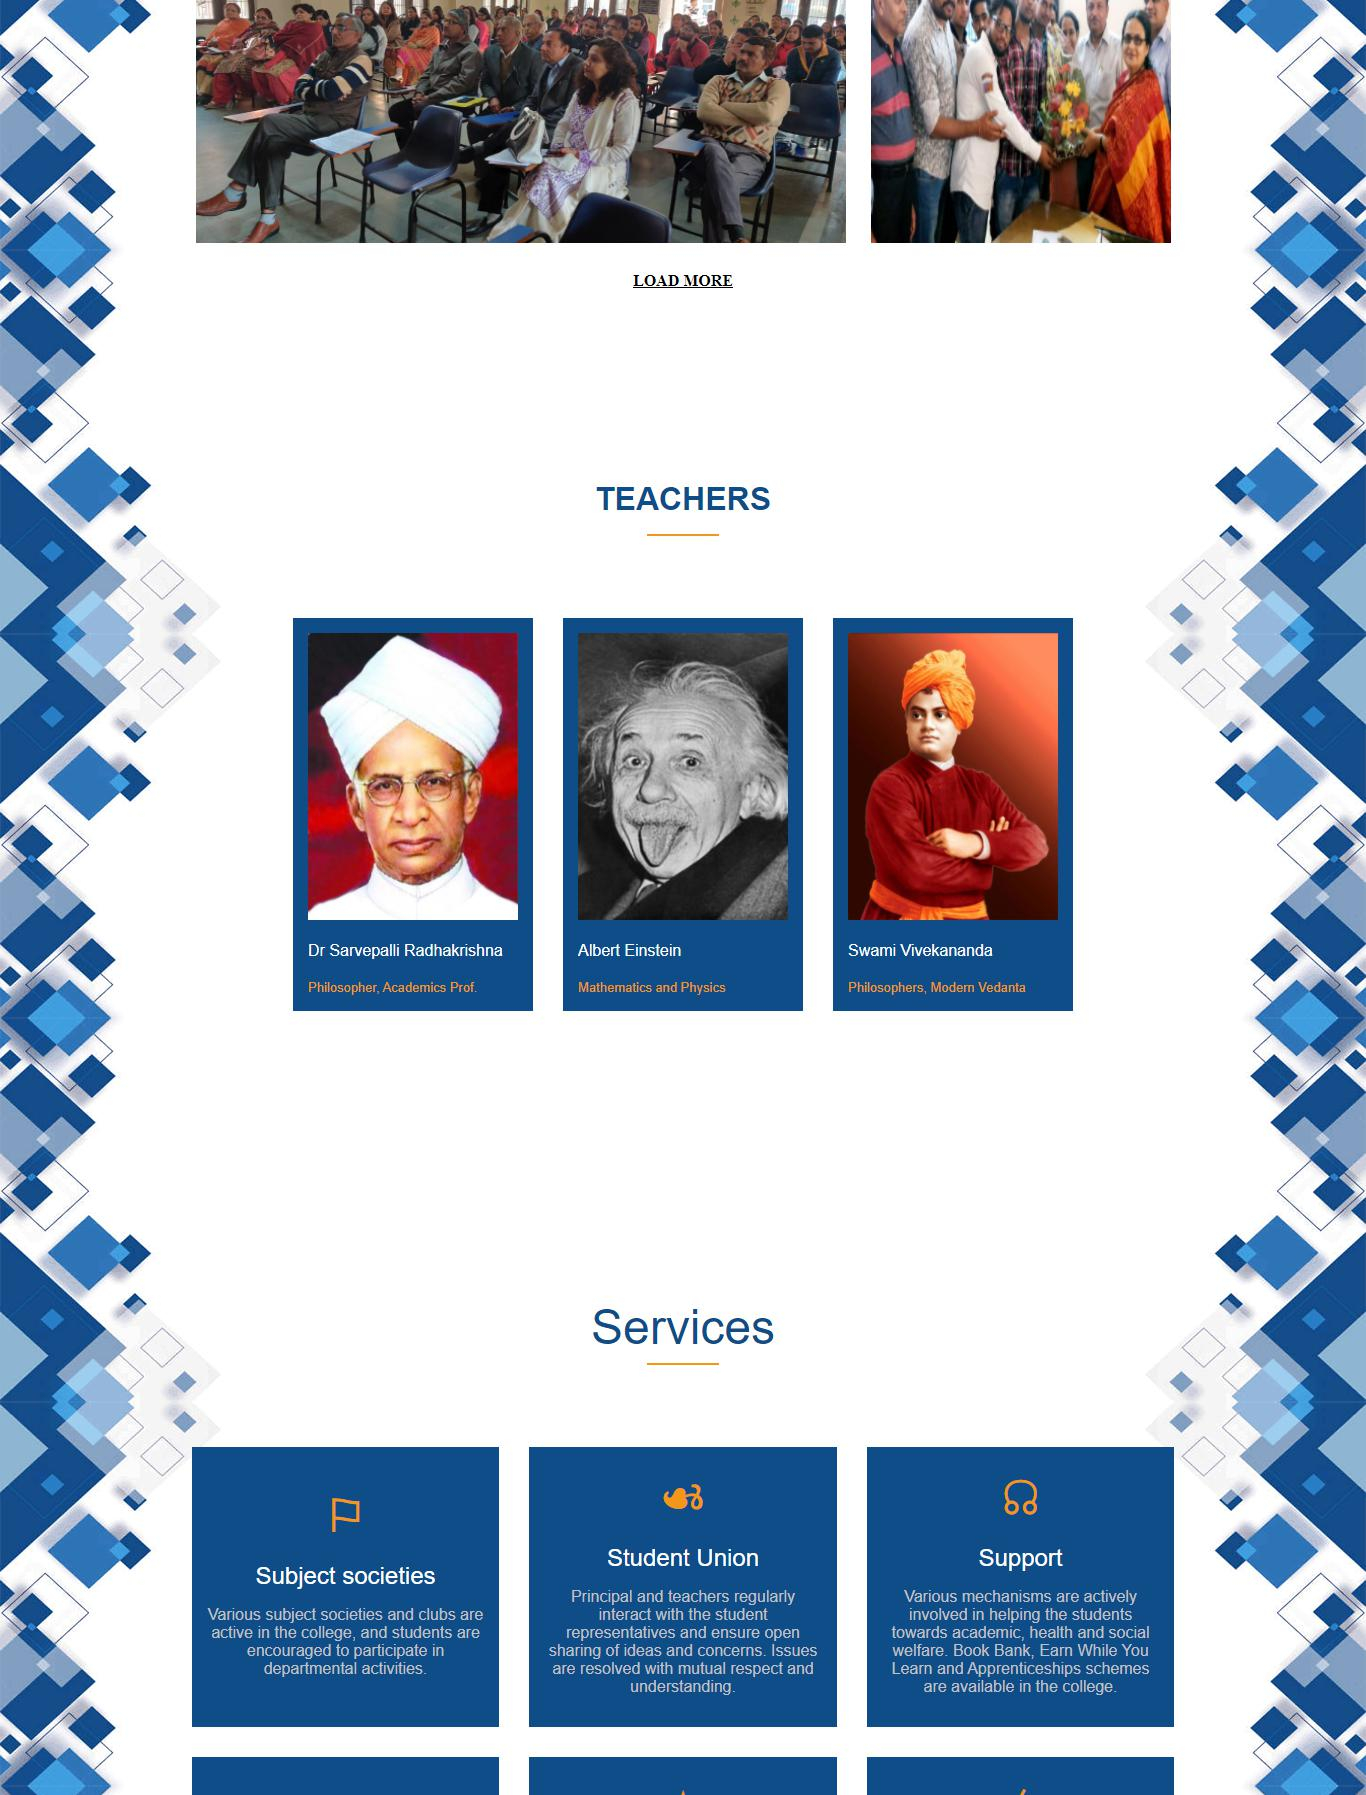 LOAD MORE
TEACHERS
Dr Sarvepalli Radhakrishna
Philosopher, Academics Prof.
Albert Einstein
Mathematics and Physics
Swami Vivekananda
Philosophers, Modern Vedanta
Services
Subject societies
Various subject societies and clubs are
active in the college, and students are
encouraged to participate in
departmental activities.
Student Union
Principal and teachers regularly
interact with the student
representatives and ensure open
sharing of ideas and concerns. Issues
are resolved with mutual respect and
understanding.
Support
Various mechanisms are actively
involved in helping the students
towards academic, health and social
welfare. Book Bank, Earn While You
Learn and Apprenticeships schemes
are available in the college.